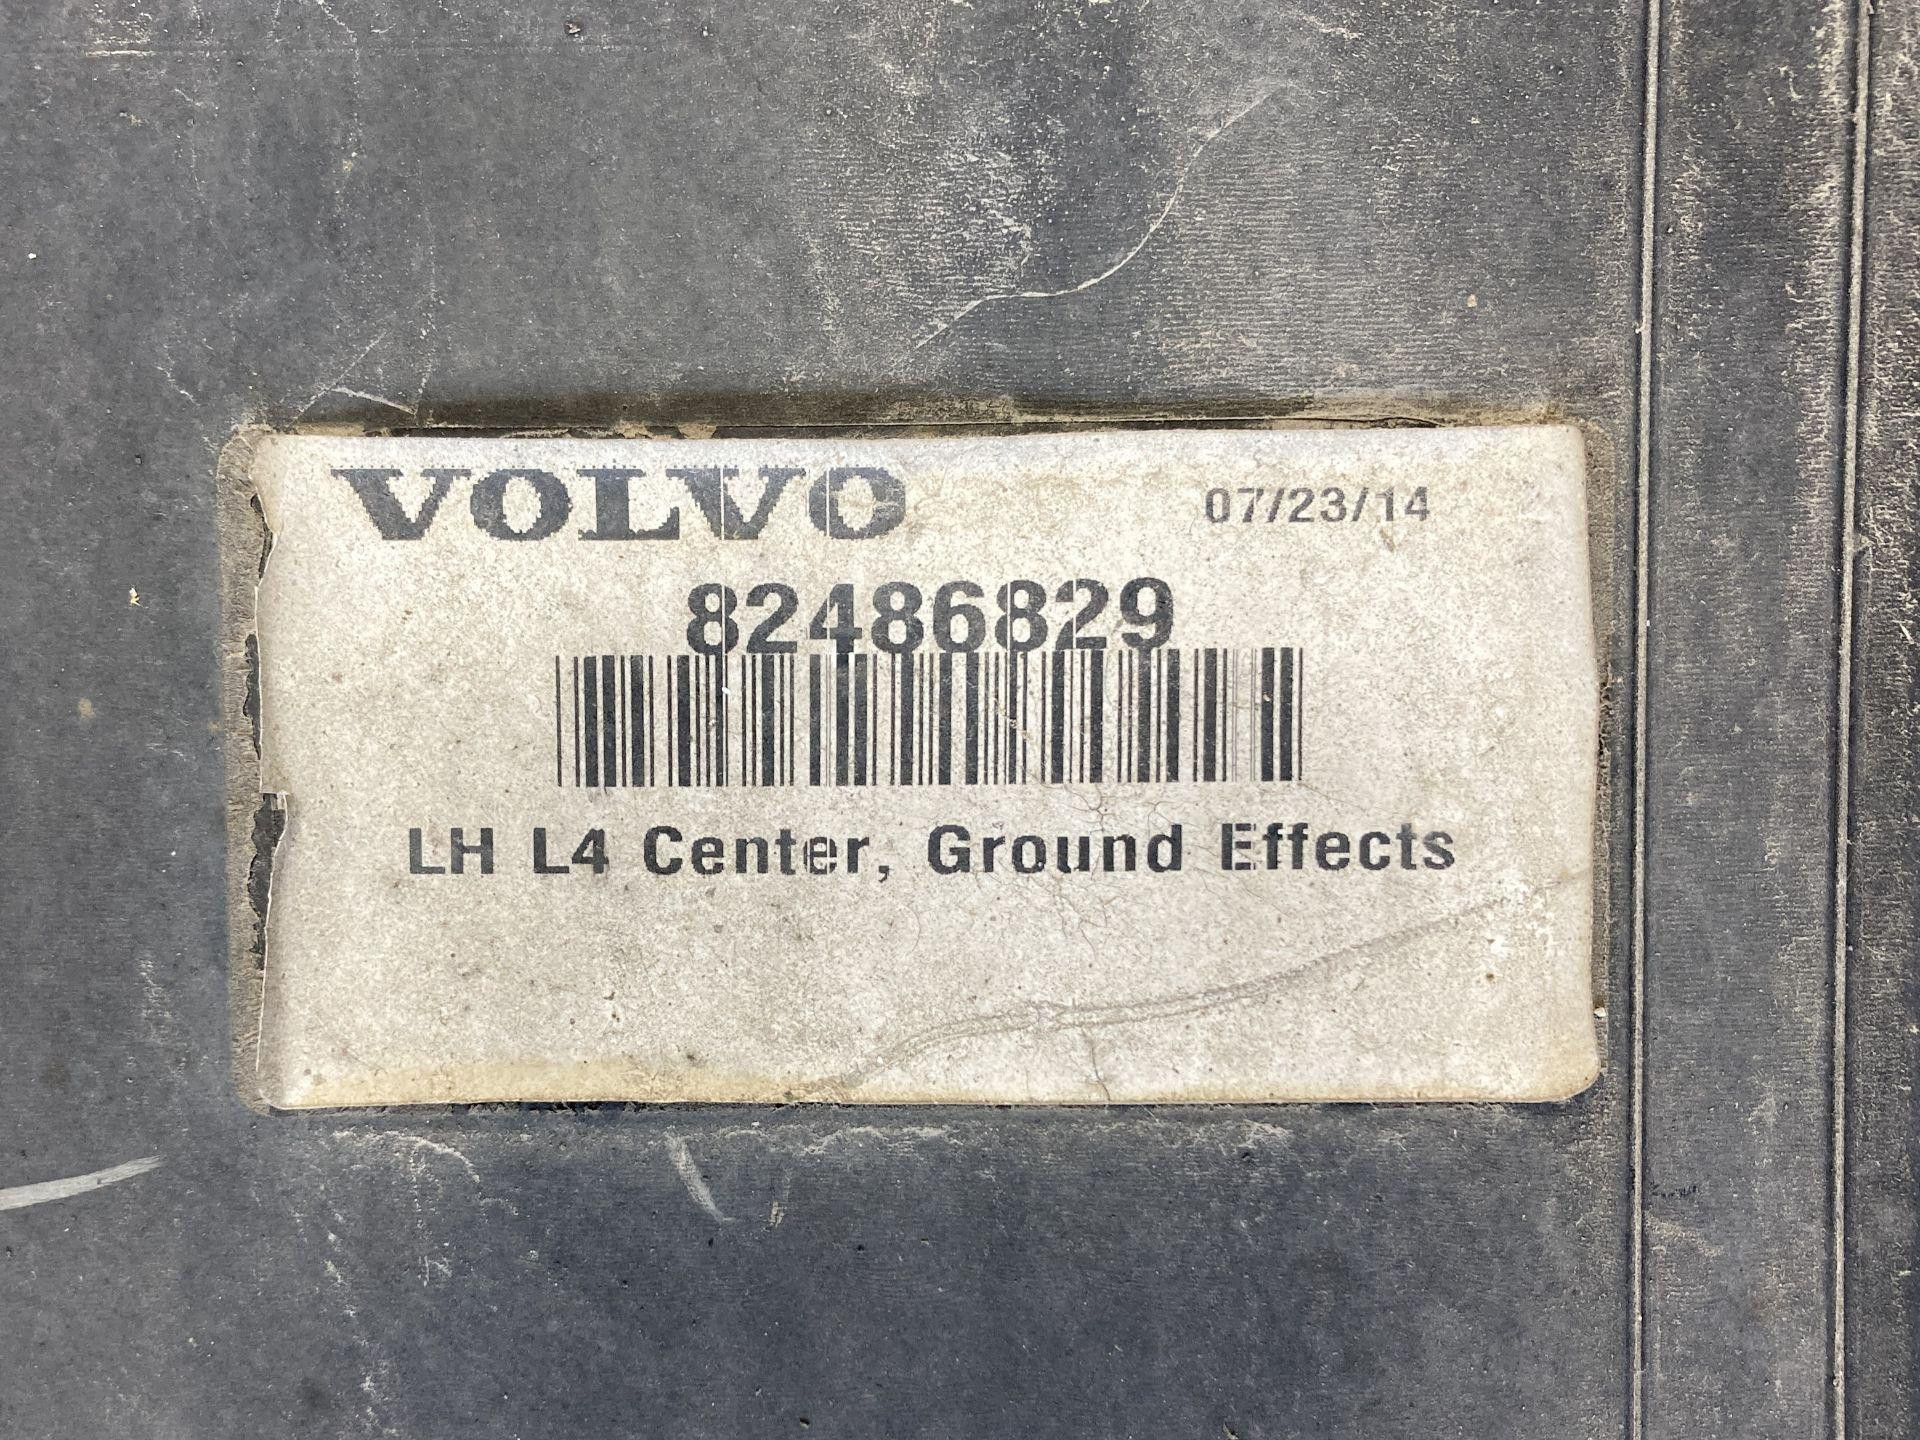 VOLVO 07/23/14
82486829
LH L4 Center, Ground Effects